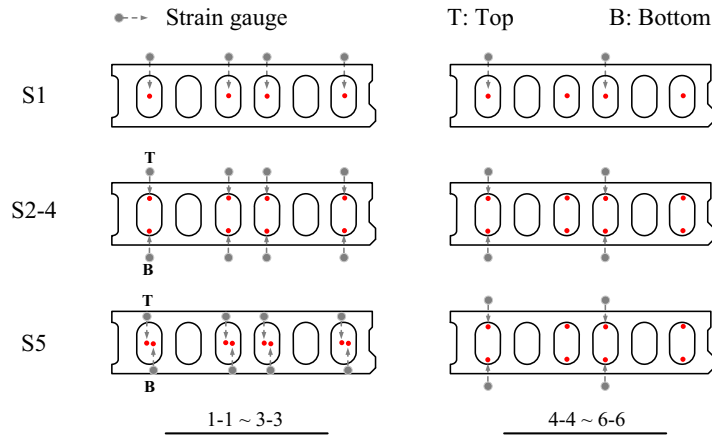 Strain gauge T: Top B: Bottom
S1
T
S2-4
B
T
S5
B
1-1 ~ 3-3 4-4 ~ 6-6